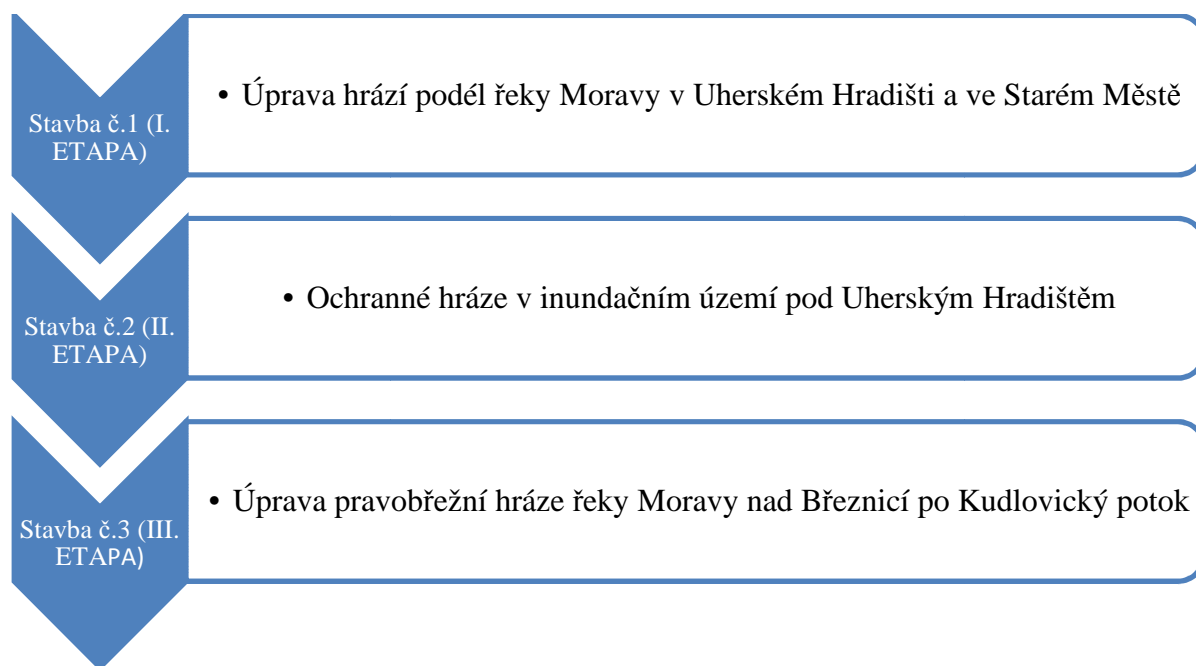 Stavba č.1 (I.
ETAPA)
• Úprava hrází podél řeky Moravy v Uherském Hradišti a ve Starém Městě
Stavba č.2 (II.
ETAPA)
• Ochranné hráze v inundačním území pod Uherským Hradištěm
Stavba č.3 (III.
ETAPA)
• Úprava pravobřežní hráze řeky Moravy nad Březnicí po Kudlovický potok